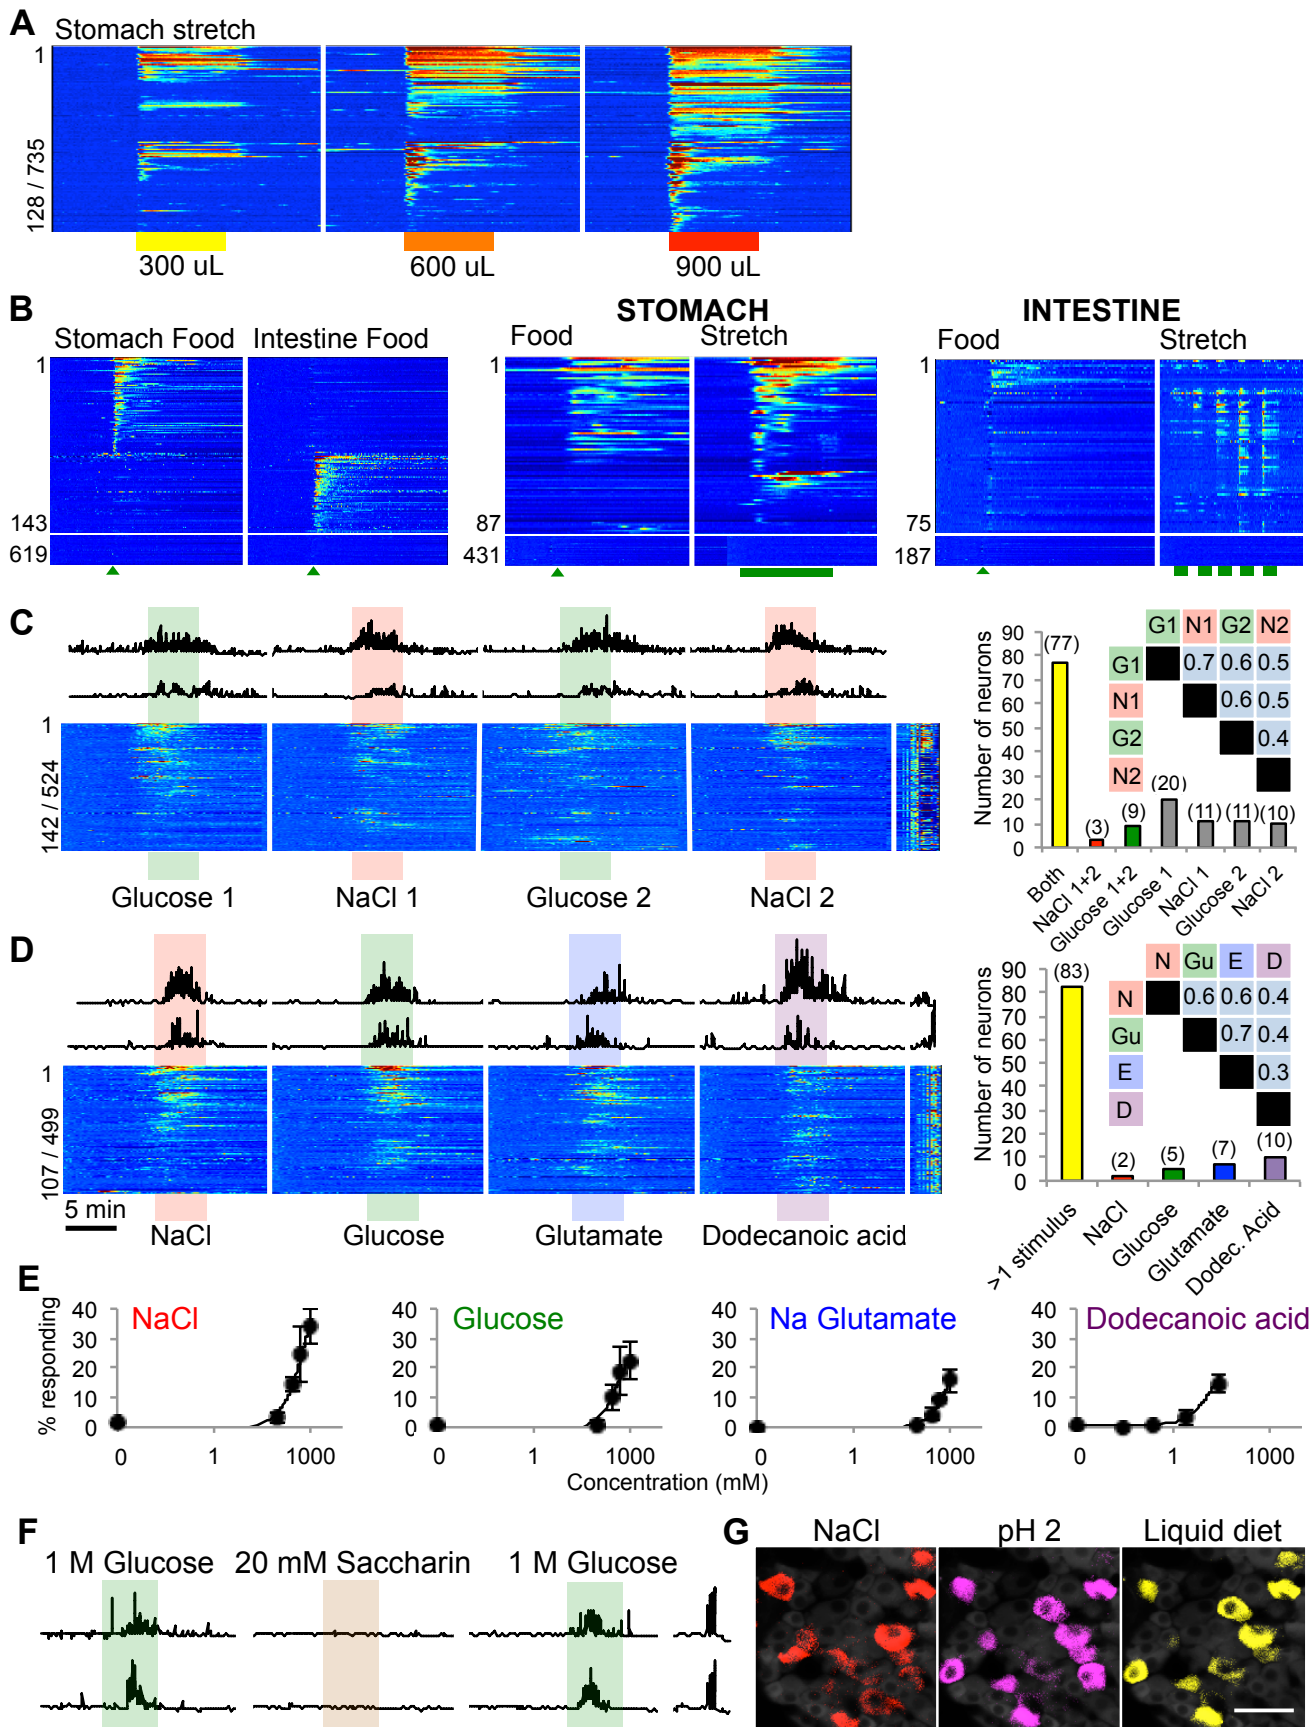 A
Stomach stretch
1
128 / 735
300 uL
600 uL
900 uL
B
STOMACH
INTESTINE
Stomach Food
Intestine Food
Food
Stretch
Food
Stretch
1
143
619
1
87
431
1
75
187
C
1
142 / 524
Glucose 1
NaCl 1
Glucose 2
NaCl 2
Number of neurons
90
80
70
60
50
40
30
20
10
0
(77)
(3)
(9)
(20)
(11)
(11)
(10)
Both
NaCl 1+2
Glucose 1+2
Glucose 1
NaCl 1
Glucose 2
NaCl 2
G1 N1 G2 N2
G1 0.7 0.6 0.5
N1 0.6 0.5
G2 0.4
N2
D
1
107 / 499
5 min
NaCl
Glucose
Glutamate
Dodecanoic acid
Number of neurons
90
80
70
60
50
40
30
20
10
0
(83)
(2)
(5)
(7)
(10)
>1 stimulus
NaCl
Glucose
Glutamate
Dodec. Acid
N Gu E D
N 0.6 0.6 0.4
Gu 0.7 0.4
E 0.3
D
E
% responding
NaCl
40
30
20
10
0
0 1 1000
Glucose
40
30
20
10
0
0 1 1000
Na Glutamate
40
30
20
10
0
0 1 1000
Dodecanoic acid
40
30
20
10
0
0 1 1000
Concentration (mM)
F
1 M Glucose
20 mM Saccharin
1 M Glucose
G
NaCl
pH 2
Liquid diet